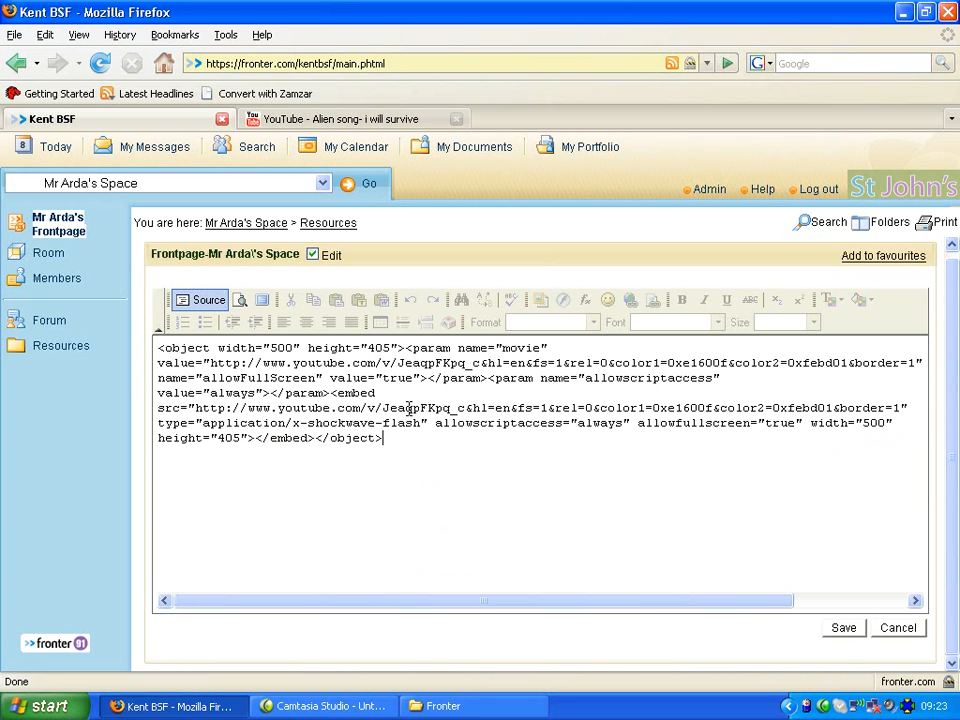 Kent BSF - Mozilla Firefox
File Edit View History Bookmarks Tools Help
https://fronter.com/kentbsf/main.phtml
Google
Getting Started Latest Headlines Convert with Zamzar
>> Kent BSF
You Tube YouTube - Alien song- i will survive
8 Today My Messages Search My Calendar My Documents My Portfolio
Mr Arda's Space Go
Admin Help Log out St John's
Mr Arda's Frontpage
Room
Members
Forum
Resources
You are here: Mr Arda's Space > Resources
Search Folders Print
Frontpage-Mr Arda\'s Space Edit
Add to favourites
Source
Format Font Size
<object width="500" height="405"><param name="movie"
value="http://www.youtube.com/v/JeaqpFKpq_c&hl=en&fs=1&rel=0&color1=0xe1600f&color2=0xfebd01&border=1"
name="allowFullScreen" value="true"></param><param name="allowscriptaccess"
value="always"></param><embed
src="http://www.youtube.com/v/JeaqpFKpq_c&hl=en&fs=1&rel=0&color1=0xe1600f&color2=0xfebd01&border=1"
type="application/x-shockwave-flash" allowscriptaccess="always" allowfullscreen="true" width="500"
height="405"></embed></object>
Save Cancel
>>fronter 91
Done
fronter.com
start Kent BSF - Mozilla Fir... Camtasia Studio - Unt... Fronter 09:23